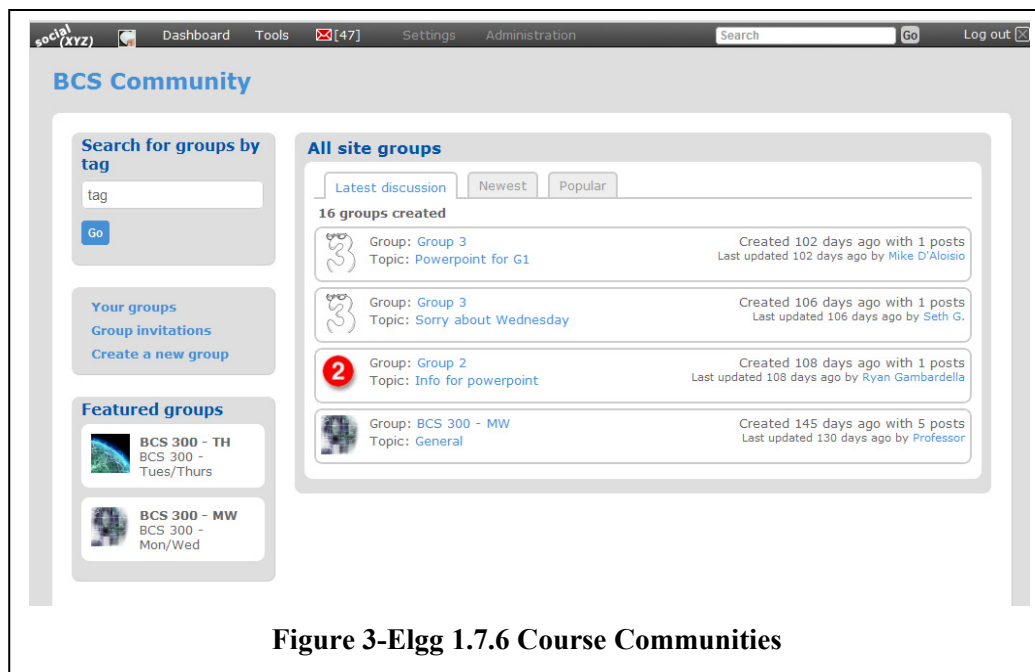 social
(XYZ)
Dashboard Tools [47] Settings Administration Search Go Log out
BCS Community
Search for groups by
tag
tag
Go
Your groups
Group invitations
Create a new group
Featured groups
BCS 300 - TH
BCS 300 -
Tues/Thurs
BCS 300 - MW
BCS 300 -
Mon/Wed
All site groups
Latest discussion Newest Popular
16 groups created
Group: Group 3 Created 102 days ago with 1 posts
Topic: Powerpoint for G1 Last updated 102 days ago by Mike D'Aloisio
Group: Group 3 Created 106 days ago with 1 posts
Topic: Sorry about Wednesday Last updated 106 days ago by Seth G.
2
Group: Group 2 Created 108 days ago with 1 posts
Topic: Info for powerpoint Last updated 108 days ago by Ryan Gambardella
Group: BCS 300 - MW Created 145 days ago with 5 posts
Topic: General Last updated 130 days ago by Professor
Figure 3-Elgg 1.7.6 Course Communities